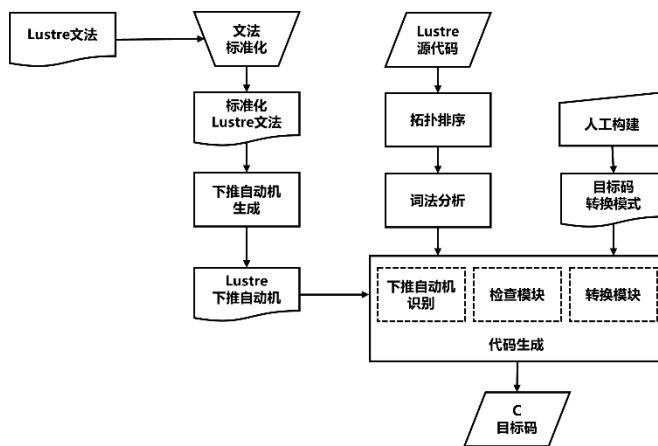 Lustre文法
文法
标准化
标准化
Lustre文法
下推自动机
生成
Lustre
下推自动机
Lustre
源代码
拓扑排序
词法分析
人工构建
目标码
转换模式
下推自动机
识别
检查模块
转换模块
代码生成
C
目标码